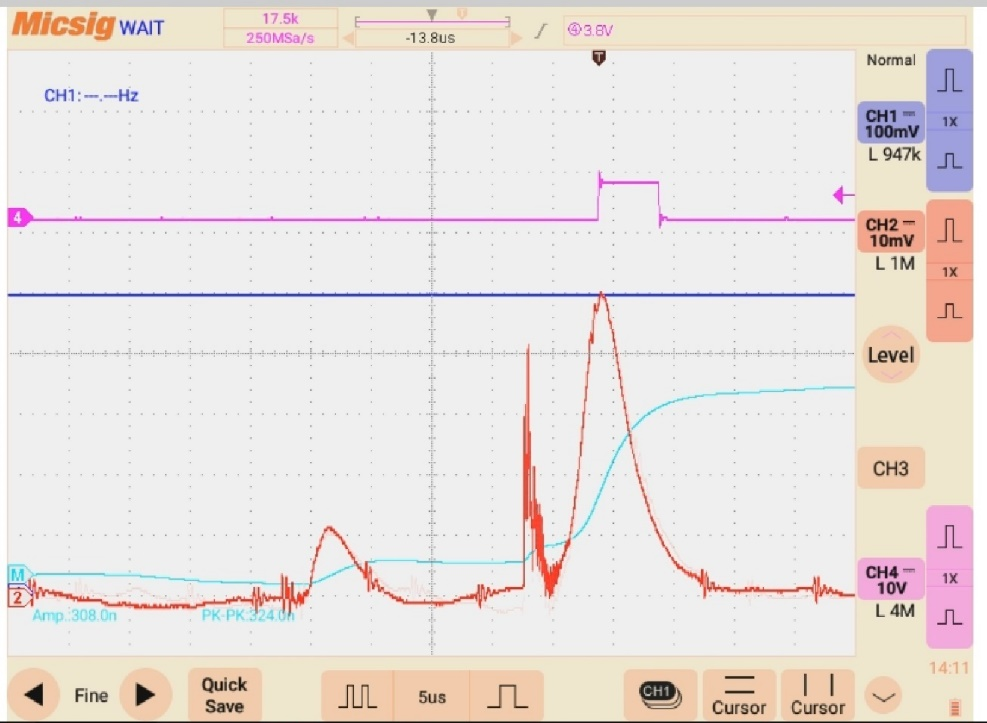 Micsig WAIT
17.5k
250MSa/s
-13.8us
4 3.8V
T
Normal
CH1:---.--Hz
CH1
100mV
1X
L 947k
4
CH2
10mV
1X
L 1M
Level
CH3
M
2
Amp.:308.0n
PK-PK:324.0n
CH4
10V
1X
L 4M
14:11
Fine
Quick
Save
5us
CH1
Cursor
Cursor